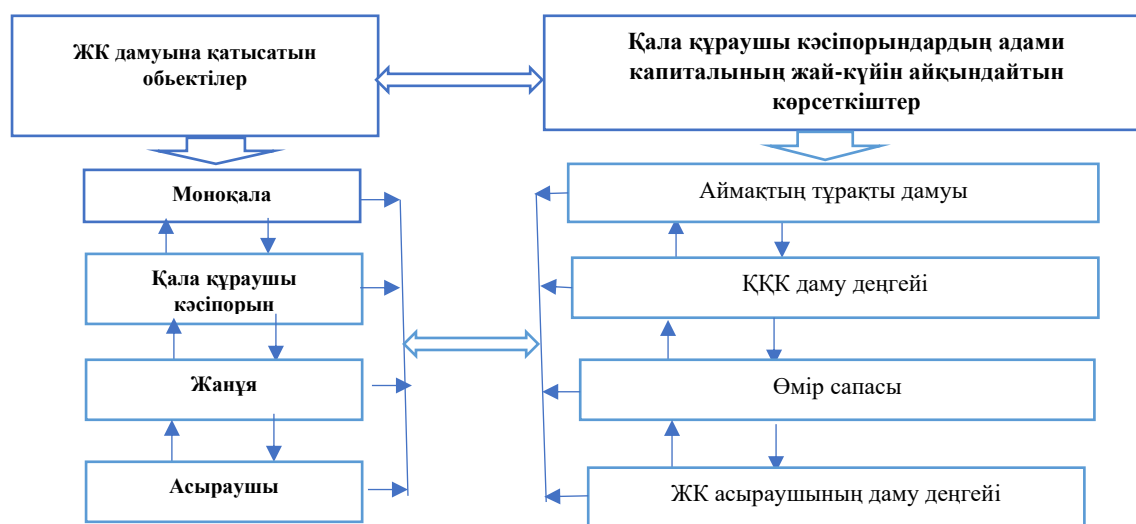 ЖК дамуына қатысатын
обьектілер
Қала құраушы кәсіпорындардың адами
капиталының жай-күйін айқындайтын
көрсеткіштер
Моноқала
Аймақтың тұрақты дамуы
Қала құраушы
кәсіпорын
ҚҚК даму деңгейі
Жанұя
Өмір сапасы
Асыраушы
ЖК асыраушының даму деңгейі